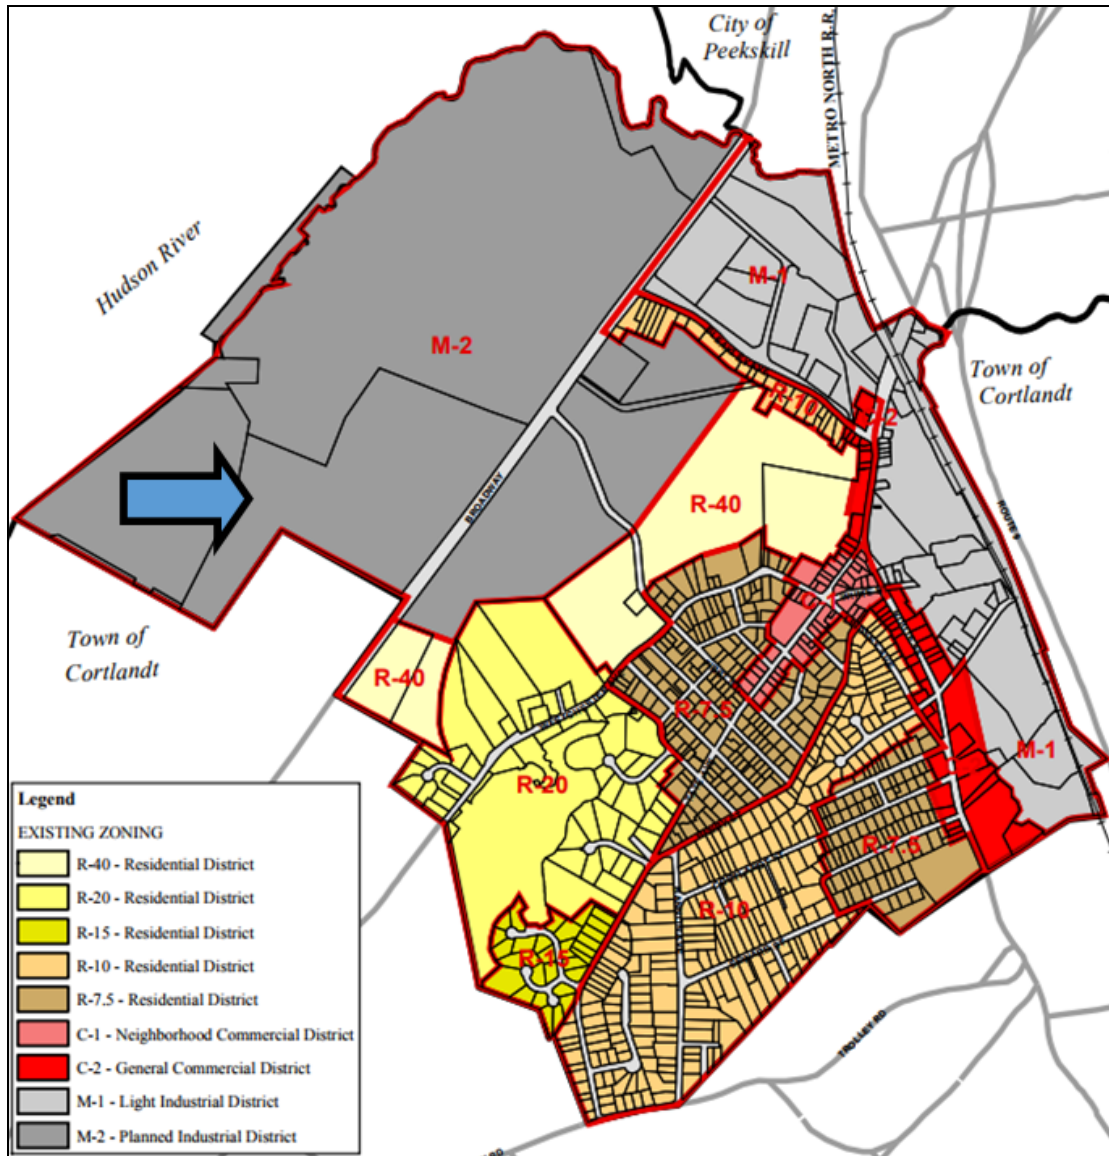 City of
Peekskill
METRO NORTH R.R.
Hudson River
M-1
M-2
Town of
Cortlandt
R-10
R-40
BROADWAY
ROUTE 9
C-1
Town of
Cortlandt
R-40
R-7.5
M-1
R-20
R-7.5
R-10
R-15
TROLLEY RD
RD
Legend
EXISTING ZONING
R-40 - Residential District
R-20 - Residential District
R-15 - Residential District
R-10 - Residential District
R-7.5 - Residential District
C-1 - Neighborhood Commercial District
C-2 - General Commercial District
M-1 - Light Industrial District
M-2 - Planned Industrial District